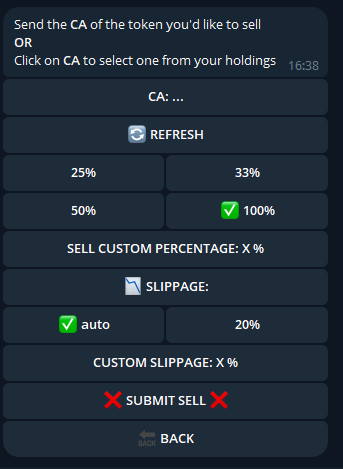 Send the CA of the token you'd like to sell
OR
Click on CA to select one from your holdings 16:38
CA: ...
REFRESH
25% 33%
50% 100%
SELL CUSTOM PERCENTAGE: X %
SLIPPAGE:
auto 20%
CUSTOM SLIPPAGE: X %
❌ SUBMIT SELL ❌
BACK